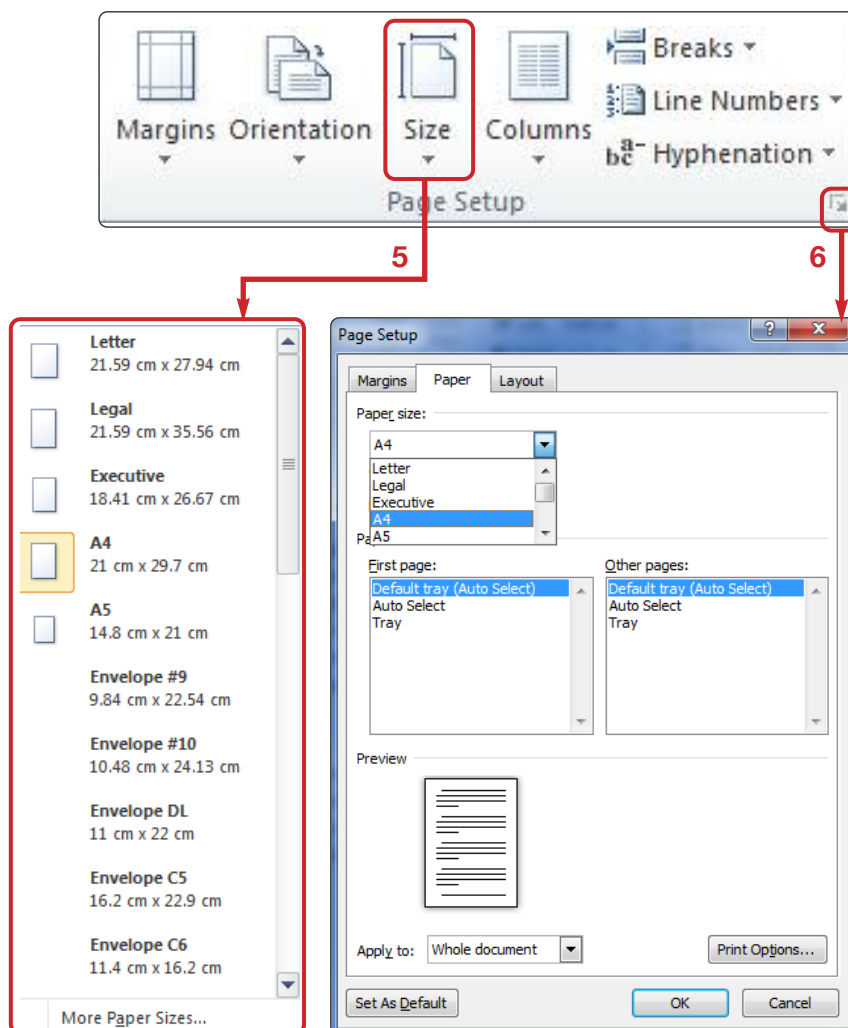 Margins Orientation Size Columns
Breaks
Line Numbers
Hyphenation
Page Setup
5
6
Letter
21.59 cm x 27.94 cm
Legal
21.59 cm x 35.56 cm
Executive
18.41 cm x 26.67 cm
A4
21 cm x 29.7 cm
A5
14.8 cm x 21 cm
Envelope #9
9.84 cm x 22.54 cm
Envelope #10
10.48 cm x 24.13 cm
Envelope DL
11 cm x 22 cm
Envelope C5
16.2 cm x 22.9 cm
Envelope C6
11.4 cm x 16.2 cm
More Paper Sizes...
Page Setup
Margins Paper Layout
Paper size:
A4
Letter
Legal
Executive
A4
A5
Pa
First page:
Default tray (Auto Select)
Auto Select
Tray
Other pages:
Default tray (Auto Select)
Auto Select
Tray
Preview
Apply to: Whole document
Print Options...
Set As Default OK Cancel